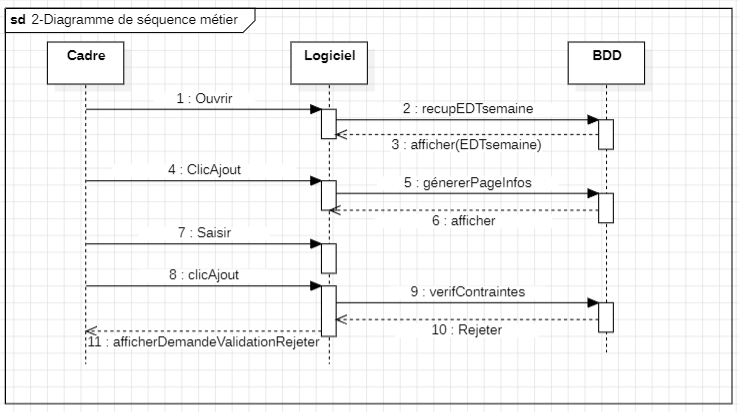 sd 2-Diagramme de séquence métier
Cadre
Logiciel
BDD
1 : Ouvrir
2 : recupEDTsemaine
3 : afficher(EDTsemaine)
4 : ClicAjout
5 : génererPageInfos
6 : afficher
7 : Saisir
8 : clicAjout
9 : verifContraintes
10 : Rejeter
11 : afficherDemandeValidationRejeter